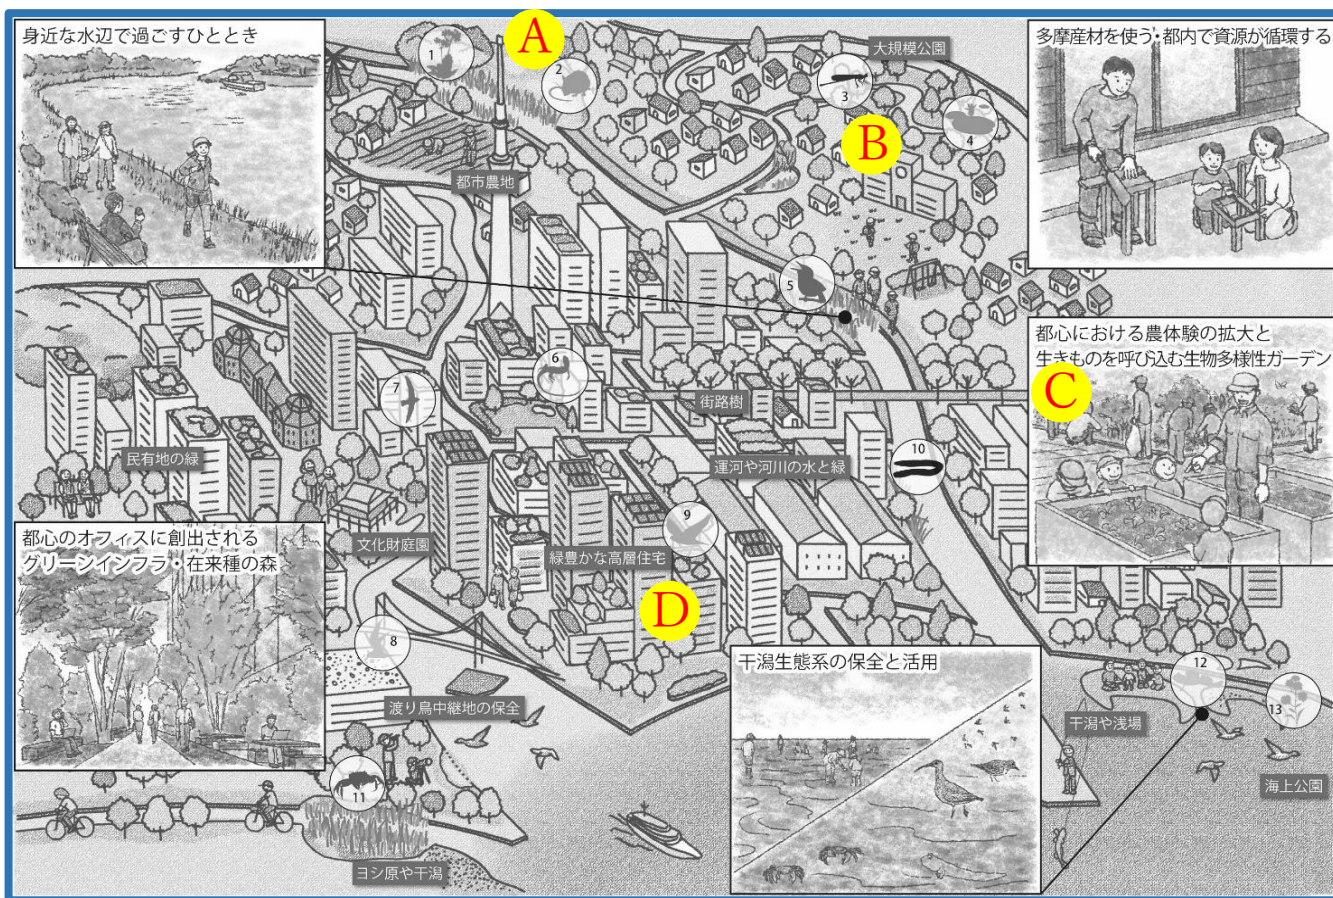 身近な水辺で過ごすひととき
A
1
2
大規模公園
3
4
B
多摩産材を使う・都内で資源が循環する
都市農地
5
6
7
街路樹
都心における農体験の拡大と
生きものを呼び込む生物多様性ガーデン
C
民有地の緑
運河や河川の水と緑
10
9
文化財庭園
緑豊かな高層住宅
D
都心のオフィスに創出される
グリーンインフラ・在来種の森
8
渡り鳥中継地の保全
11
ヨシ原や干潟
干潟生態系の保全と活用
12
13
干潟や浅場
海上公園